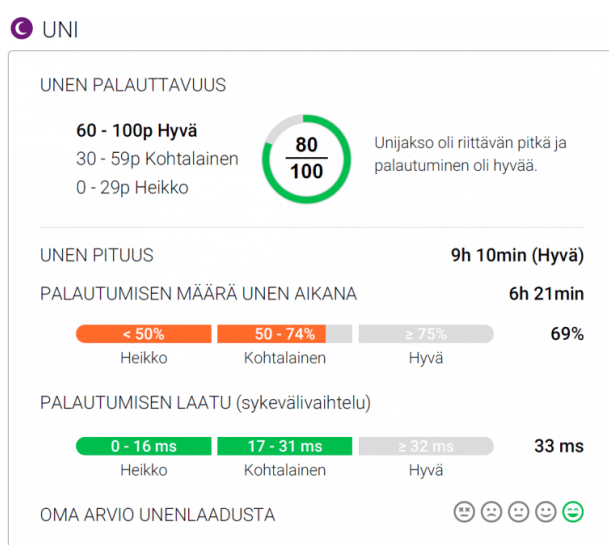 UNI
UNEN PALAUTTAVUUS
60 - 100p Hyvä
30 - 59p Kohtalainen
0 - 29p Heikko
80
100
Unijakso oli riittävän pitkä ja
palautuminen oli hyvää.
UNEN PITUUS 9h 10min (Hyvä)
PALAUTUMISEN MÄÄRÄ UNEN AIKANA 6h 21min
< 50% 50 - 74% ≥ 75% 69%
Heikko Kohtalainen Hyvä
PALAUTUMISEN LAATU (sykevälivaihtelu)
0 - 16 ms 17 - 31 ms ≥ 32 ms 33 ms
Heikko Kohtalainen Hyvä
OMA ARVIO UNENLAADUSTA